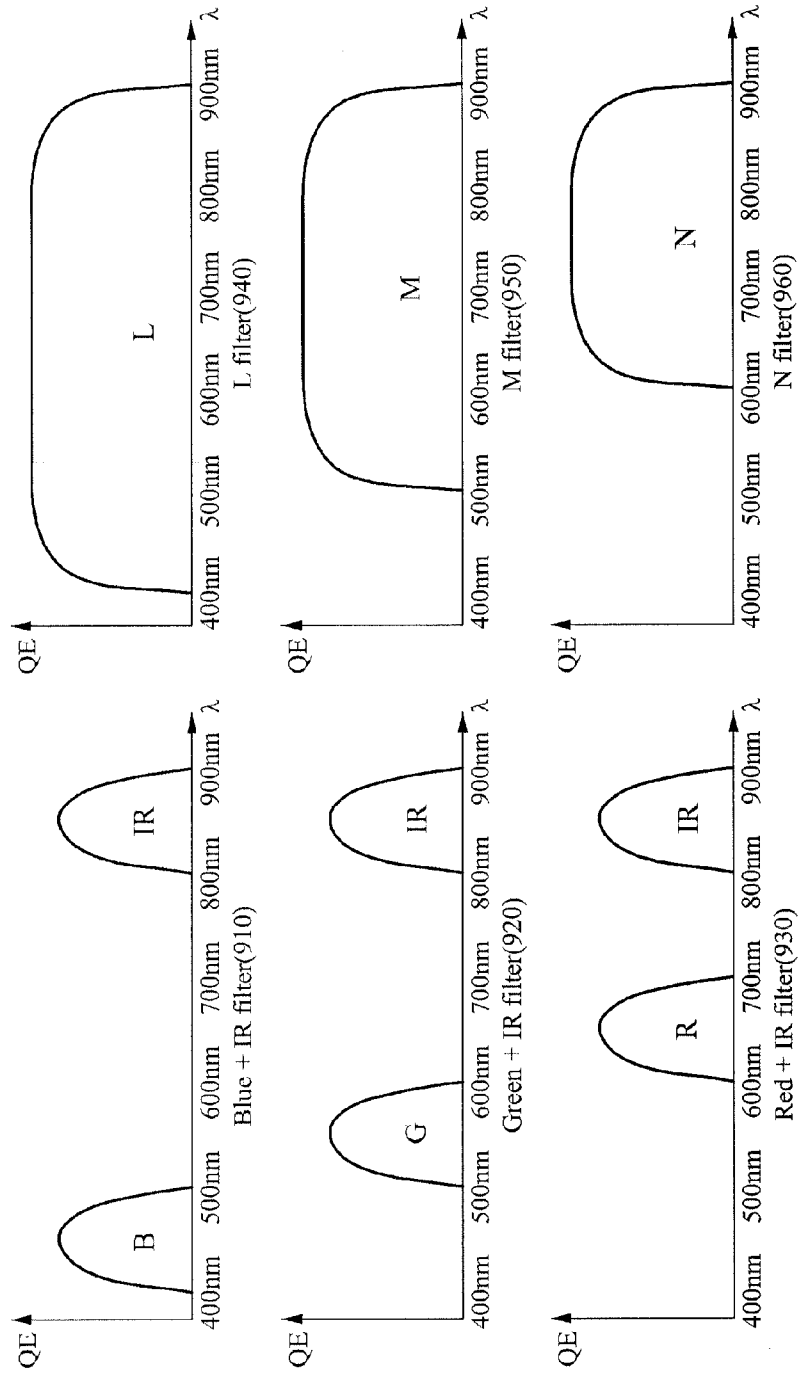 QE
B
IR
400nm 500nm 600nm 700nm 800nm 900nm λ
Blue + IR filter(910)
QE
L
400nm 500nm 600nm 700nm 800nm 900nm λ
L filter(940)
QE
G
IR
400nm 500nm 600nm 700nm 800nm 900nm λ
Green + IR filter(920)
QE
M
400nm 500nm 600nm 700nm 800nm 900nm λ
M filter(950)
QE
R
IR
400nm 500nm 600nm 700nm 800nm 900nm λ
Red + IR filter(930)
QE
N
400nm 500nm 600nm 700nm 800nm 900nm λ
N filter(960)